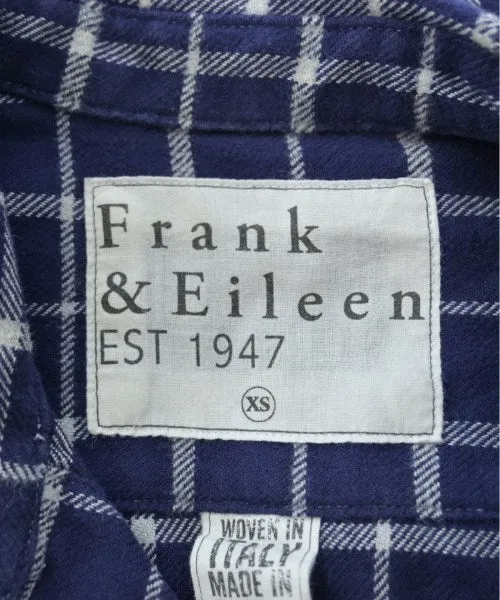 Frank
& Eileen
EST 1947
XS
WOVEN IN
ITALY
MADE IN